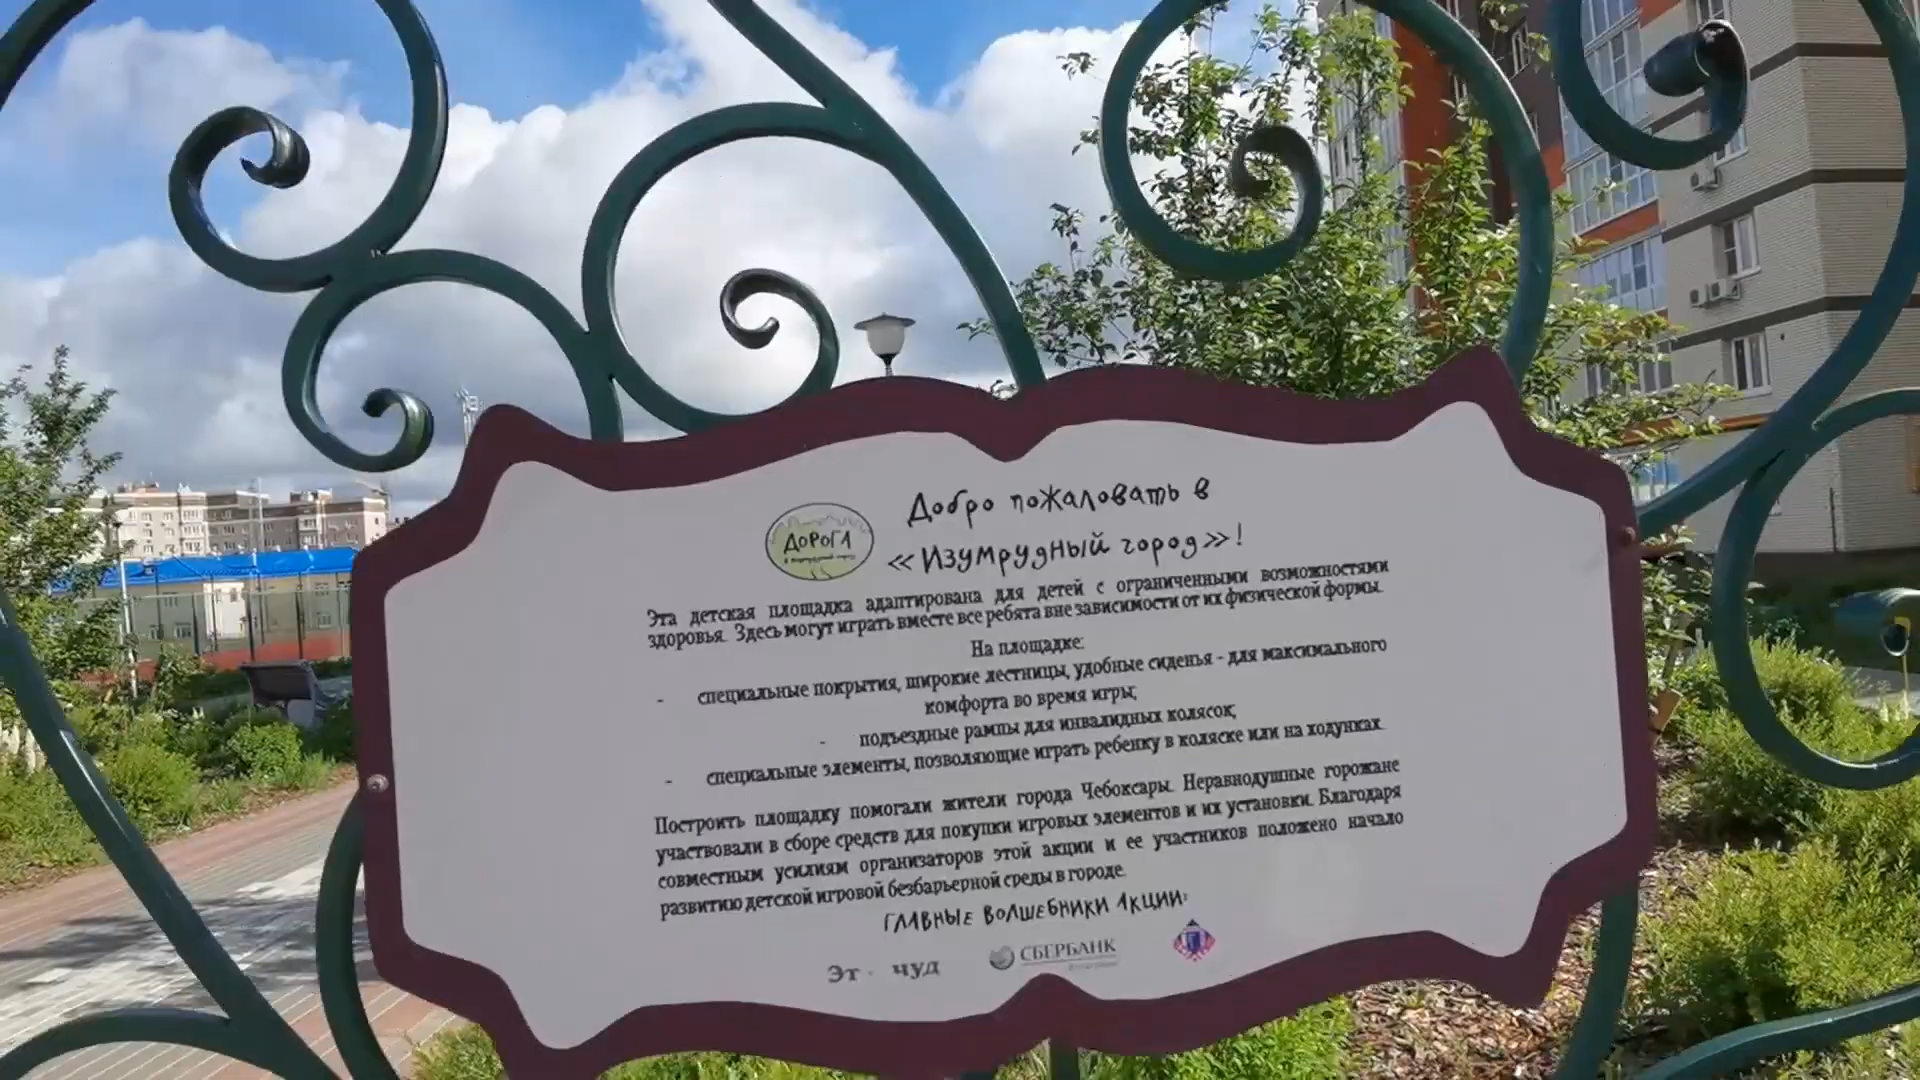 Добро пожаловать в
ДОРОГА
«Изумрудный город»!
Эта детская площадка адаптирована для детей с ограниченными возможностями
здоровья. Здесь могут играть вместе все ребята вне зависимости от их физической формы.
На площадке:
- специальные покрытия, широкие лестницы, удобные сиденья - для максимального
комфорта во время игры;
- подъездные рампы для инвалидных колясок;
- специальные элементы, позволяющие играть ребенку в коляске или на ходунках.
Построить площадку помогали жители города Чебоксары. Неравнодушные горожане
участвовали в сборе средств для покупки игровых элементов и их установки. Благодаря
совместным усилиям организаторов этой акции и ее участников положено начало
развитию детской игровой безбарьерной среды в городе.
ГЛАВНЫЕ ВОЛШЕБНИКИ АКЦИИ:
Эт чуд
СБЕРБАНК